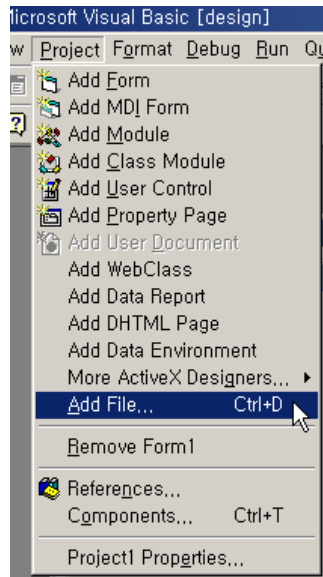 Microsoft Visual Basic [design]
Project Format Debug Run
Add Form
Add MDI Form
Add Module
Add Class Module
Add User Control
Add Property Page
Add User Document
Add WebClass
Add Data Report
Add DHTML Page
Add Data Environment
More ActiveX Designers...
Add File... Ctrl+D
Remove Form1
References...
Components... Ctrl+T
Project1 Properties...